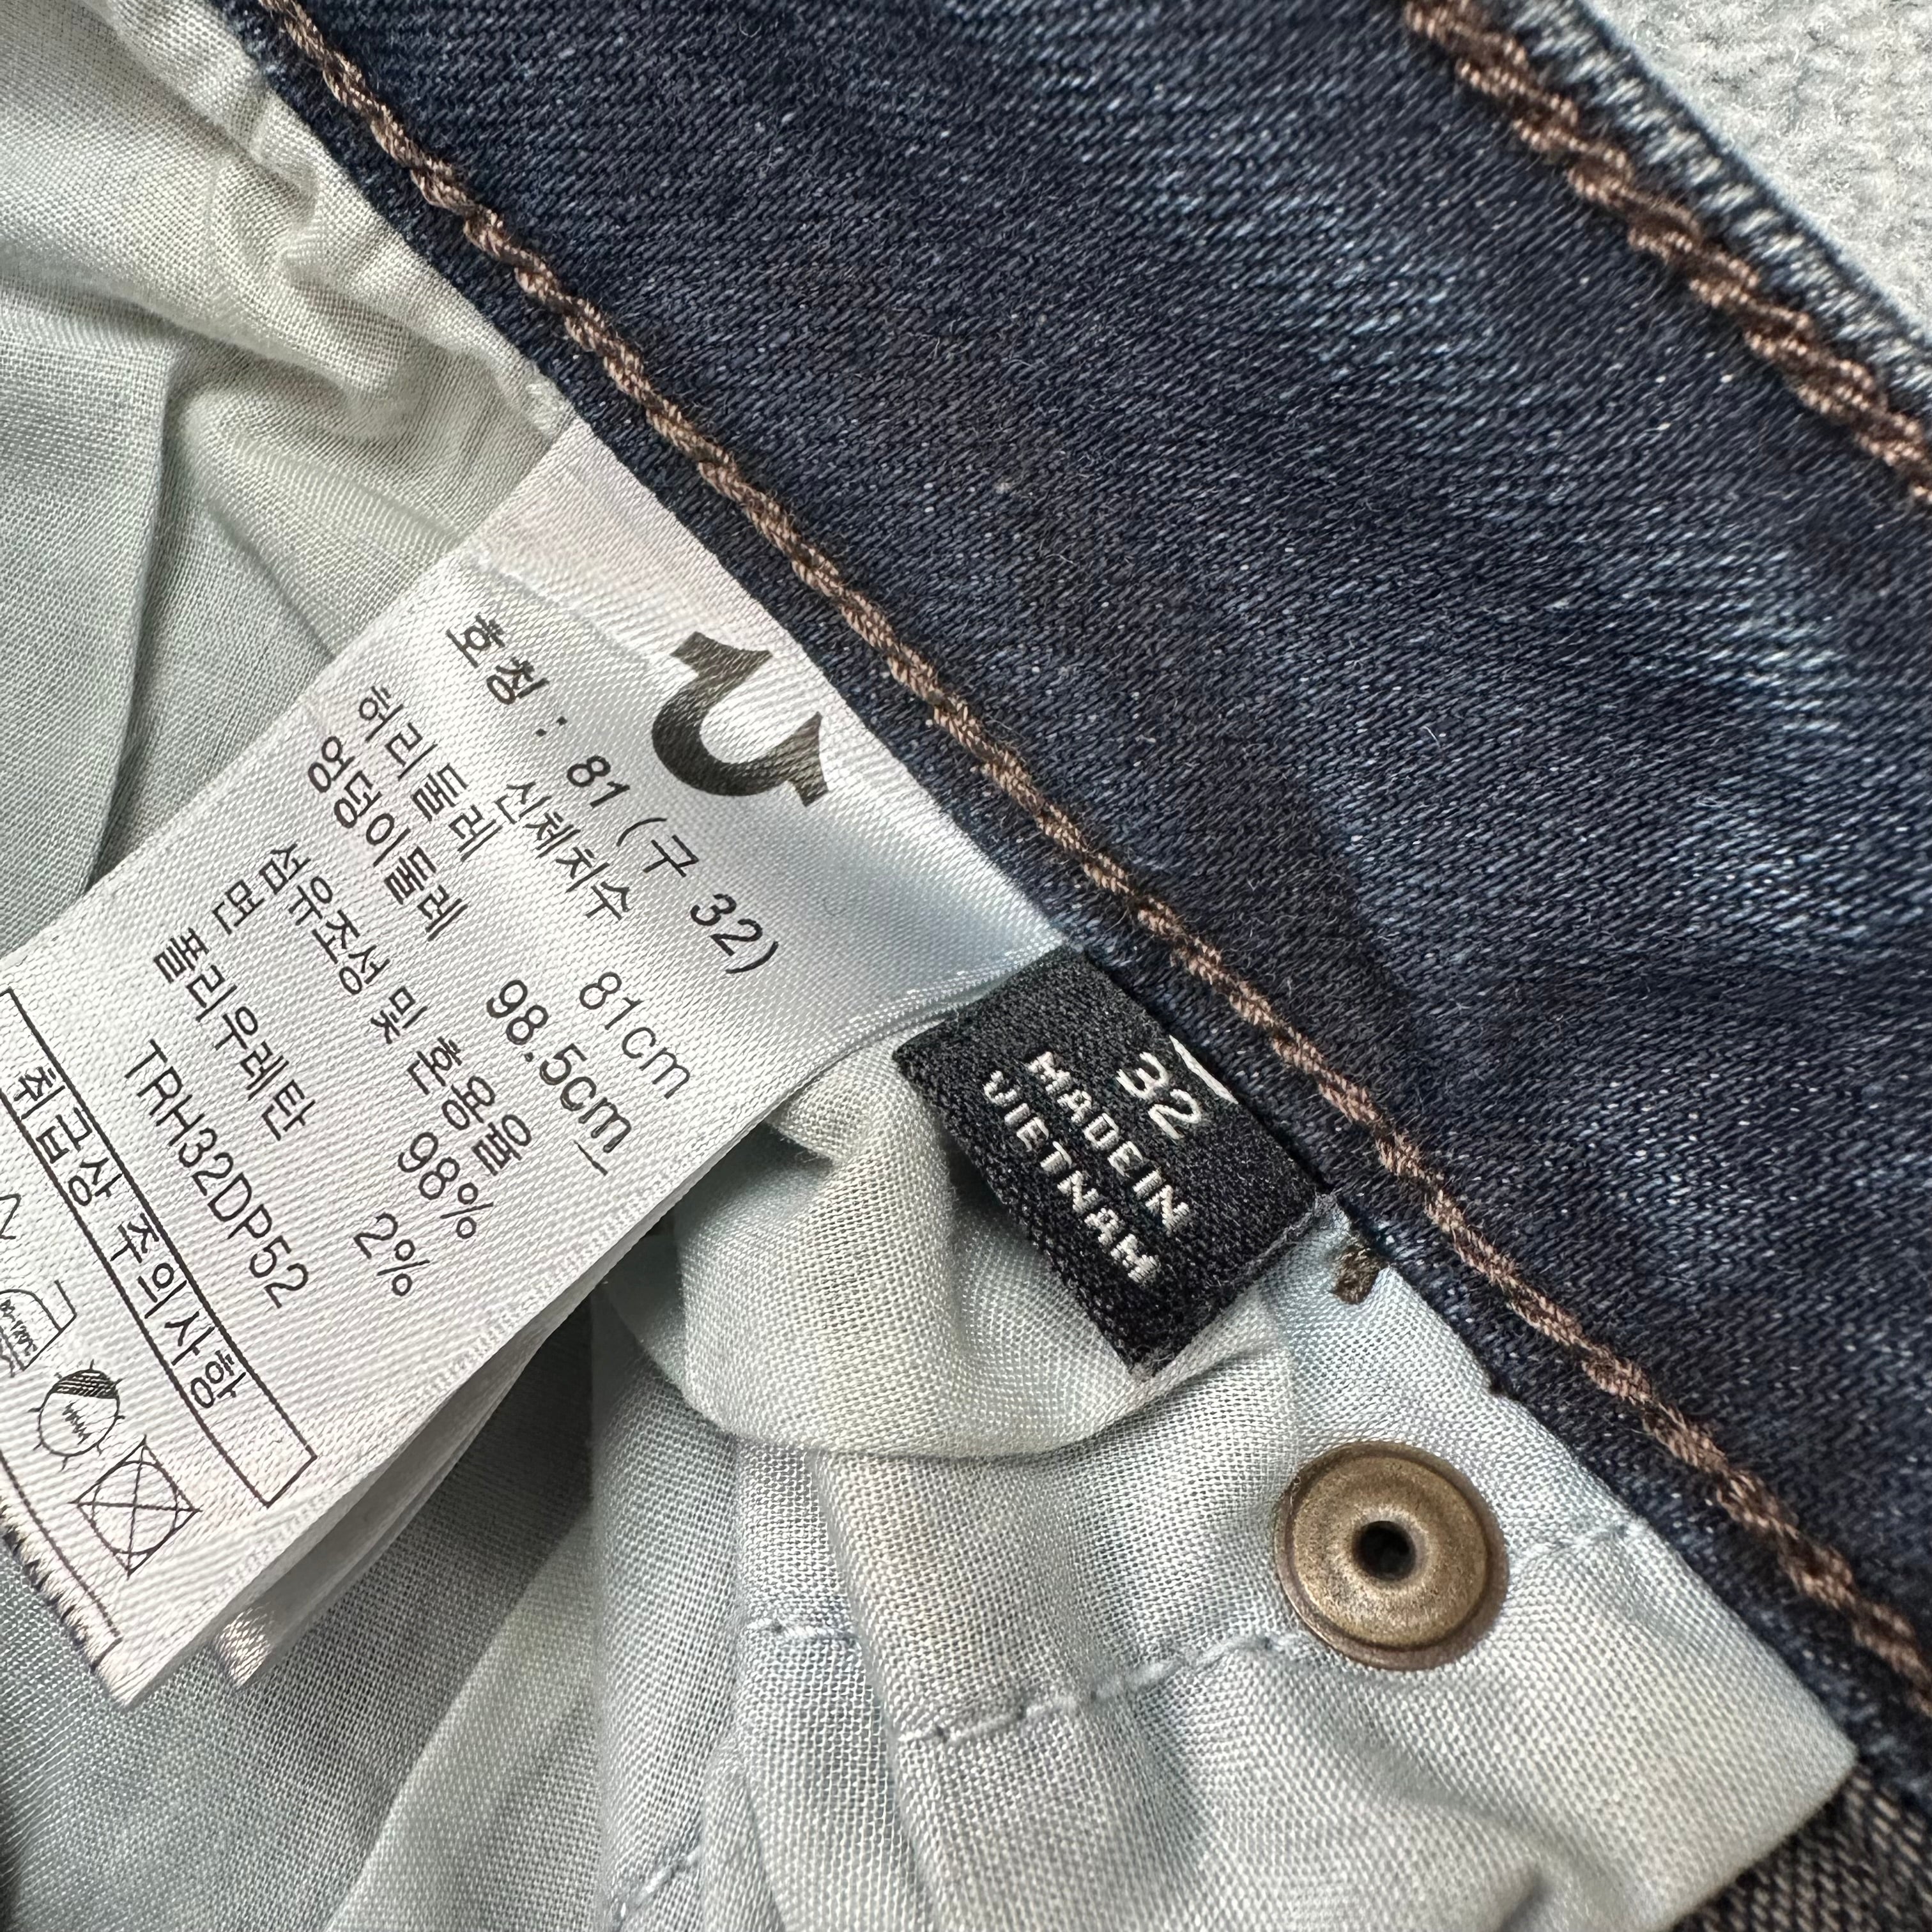 호칭 : 81 (구 32)
신체치수
허리둘레 81cm
엉덩이둘레 98.5cm
섬유조성 및 혼용율
면 98%
폴리우레탄 2%
TRH32DP52
취급상 주의사항
32
MADE IN
VIETNAM